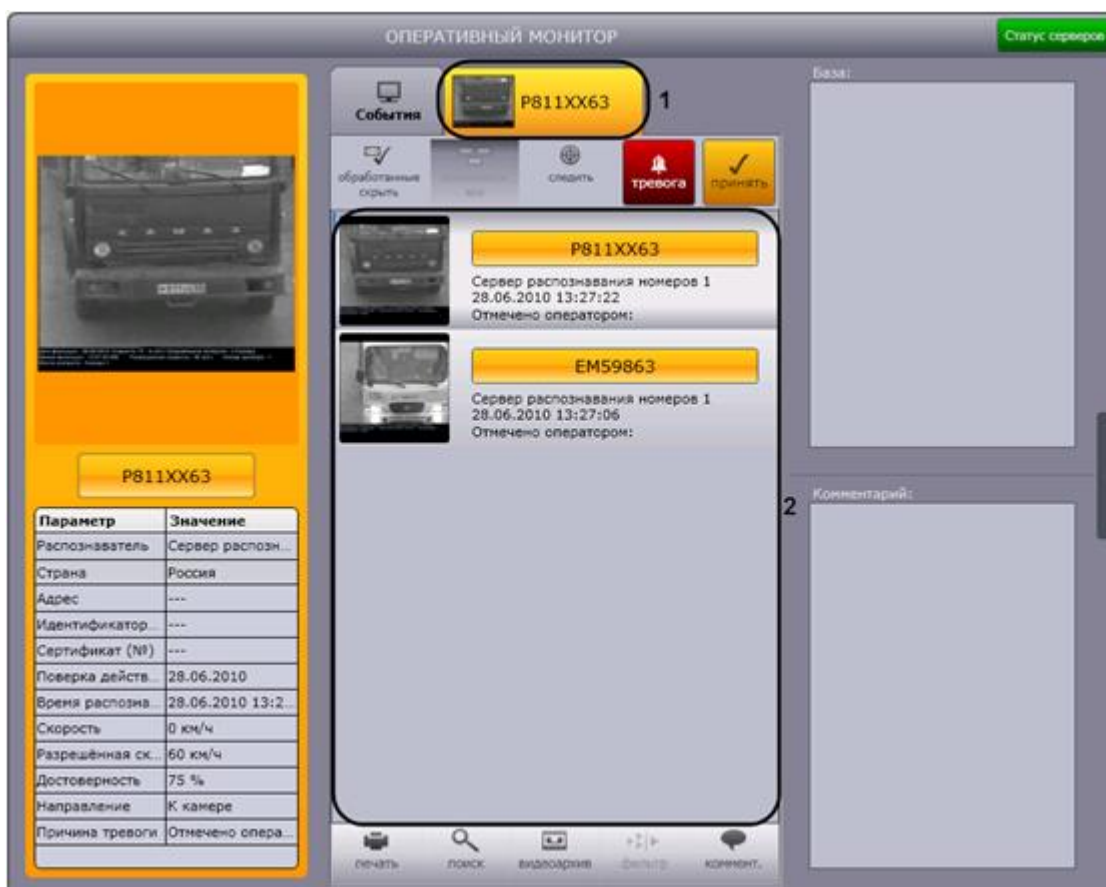 ОПЕРАТИВНЫЙ МОНИТОР
Статус серверов
События
P811XX63
1
обработанные
скрыть
все
следить
тревога
принять
P811XX63
Сервер распознавания номеров 1
28.06.2010 13:27:22
Отмечено оператором:
EM59863
Сервер распознавания номеров 1
28.06.2010 13:27:06
Отмечено оператором:
P811XX63
Параметр Значение
Распознаватель Сервер распозн...
Страна Россия
Адрес ---
Идентификатор... ---
Сертификат (№) ---
Поверка действ... 28.06.2010
Время распозна... 28.06.2010 13:2...
Скорость 0 км/ч
Разрешённая ск... 60 км/ч
Достоверность 75 %
Направление К камере
Причина тревоги Отмечено опера...
База:
2
Комментарий:
печать
поиск
видеоархив
фильтр
коммент.